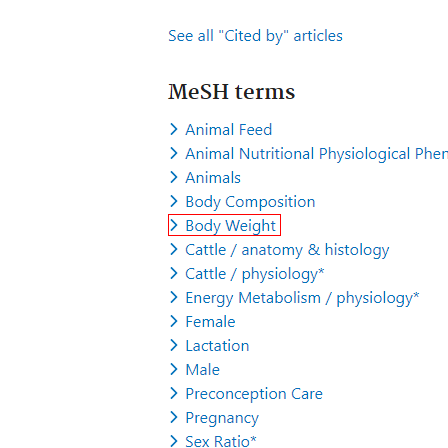 See all "Cited by" articles
MeSH terms
Animal Feed
Animal Nutritional Physiological Phen
Animals
Body Composition
Body Weight
Cattle / anatomy & histology
Cattle / physiology*
Energy Metabolism / physiology*
Female
Lactation
Male
Preconception Care
Pregnancy
Sex Ratio*